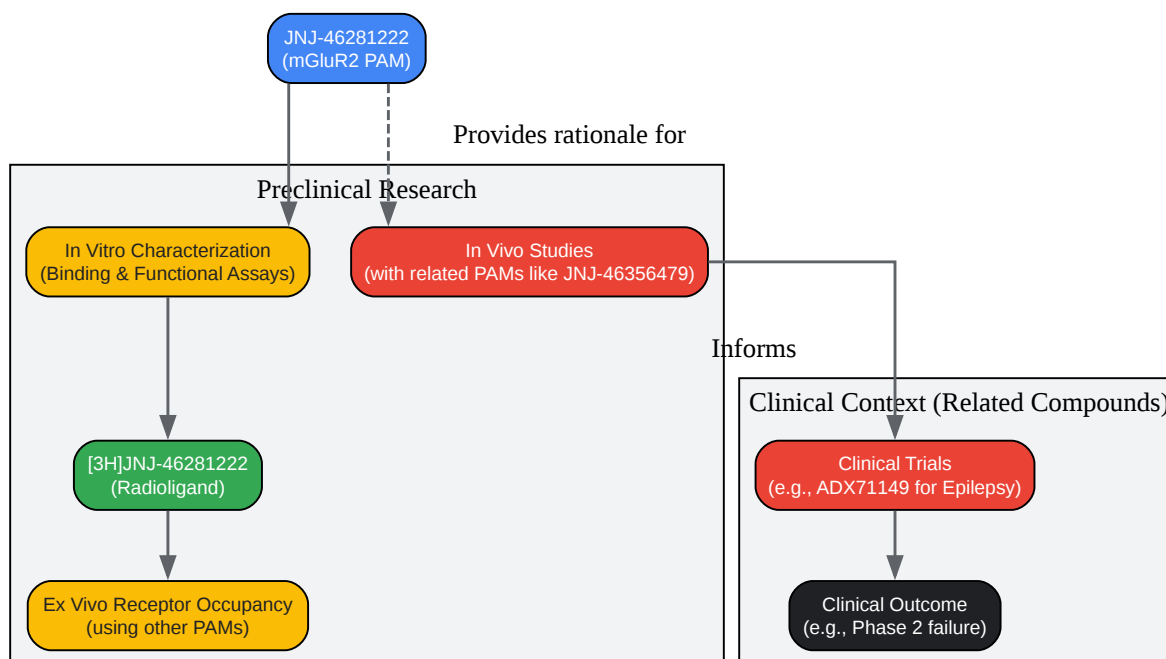 JNJ-46281222
(mGluR2 PAM)
Provides rationale for
Preclinical Research
In Vitro Characterization
(Binding & Functional Assays)
In Vivo Studies
(with related PAMs like JNJ-46356479)
Informs
Clinical Context (Related Compounds)
[3H]JNJ-46281222
(Radioligand)
Clinical Trials
(e.g., ADX71149 for Epilepsy)
Ex Vivo Receptor Occupancy
(using other PAMs)
Clinical Outcome
(e.g., Phase 2 failure)